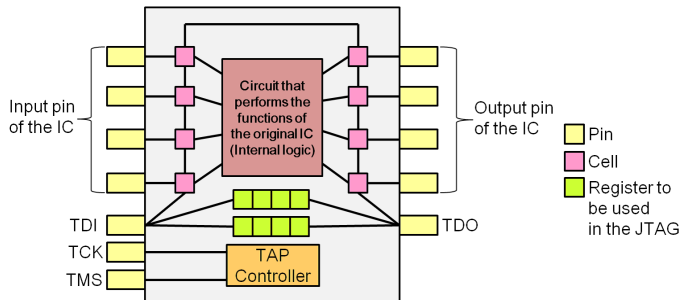 Input pin
of the IC
Circuit that
performs the
functions of
the original IC
(Internal logic)
Output pin
of the IC
Pin
Cell
Register to
be used
in the JTAG
TDI
TDO
TCK
TMS
TAP
Controller